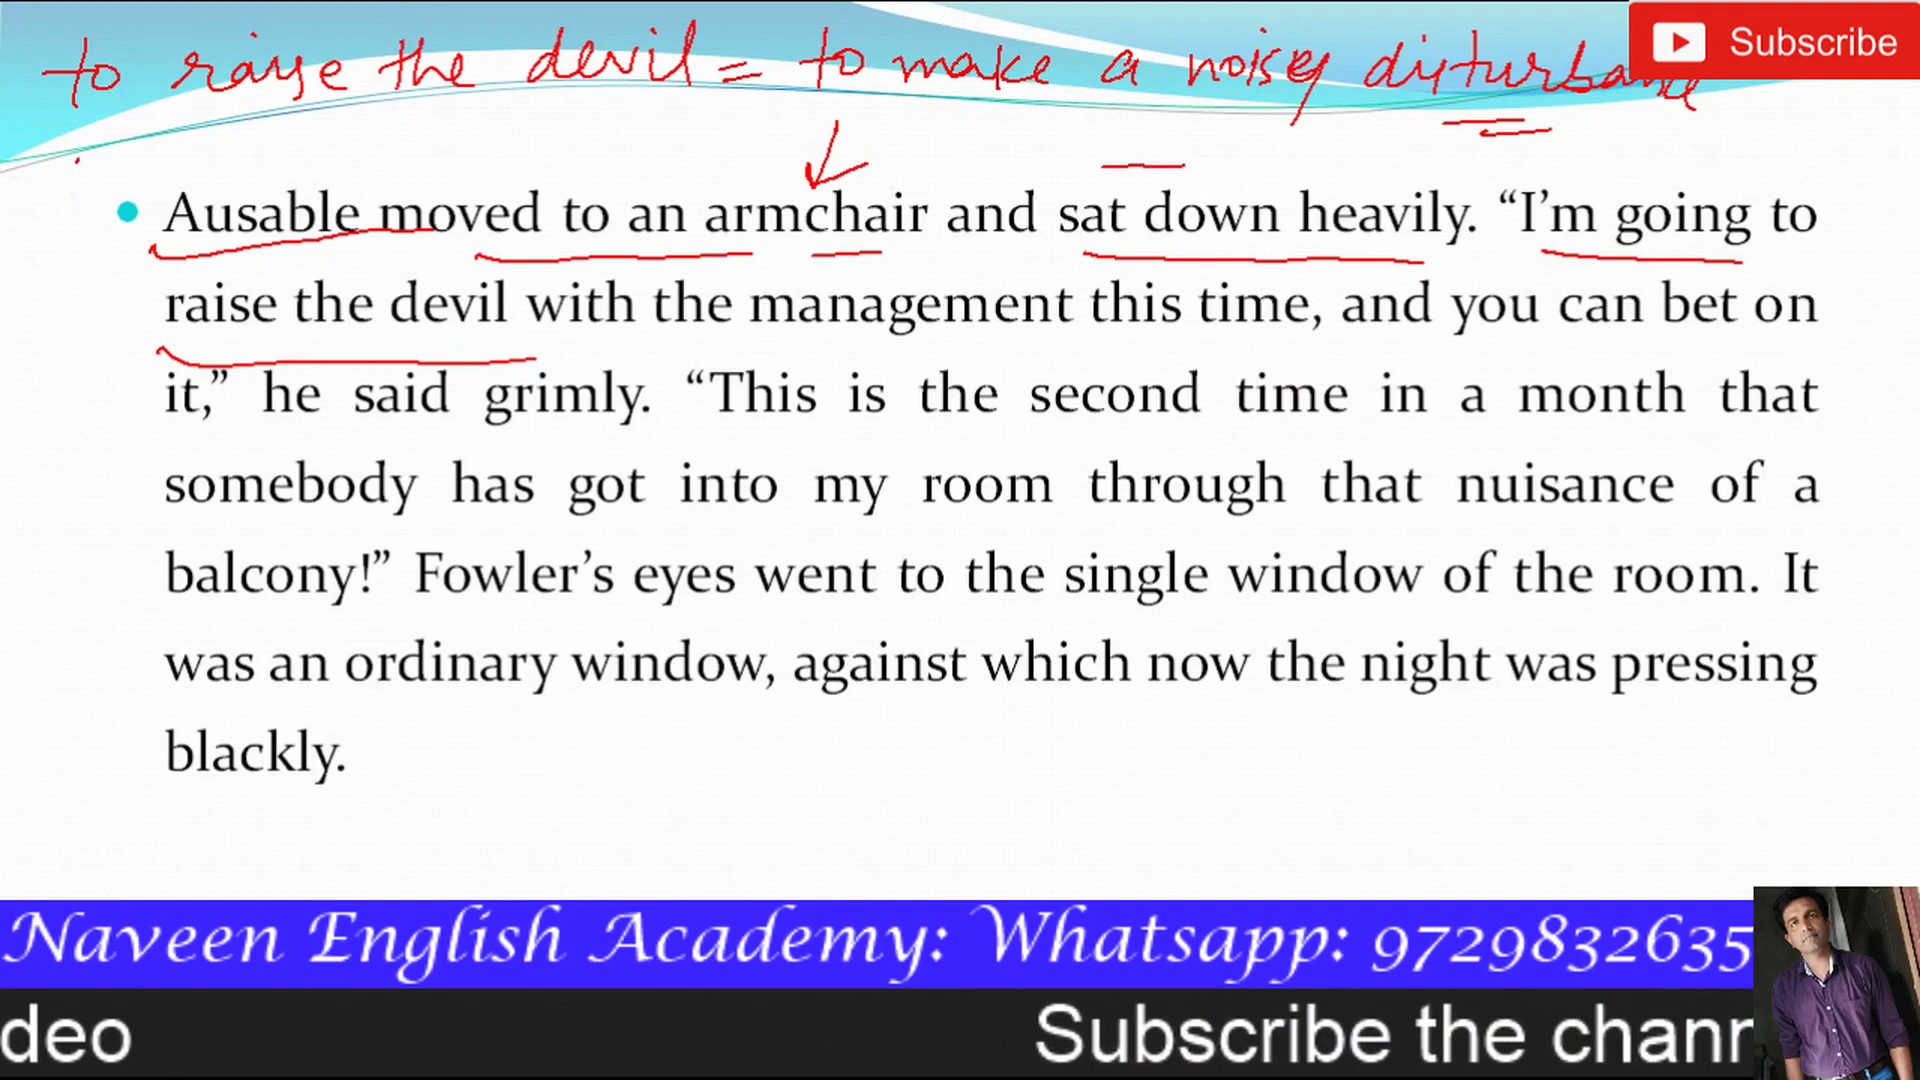 to raise the devil = to make a noisy disturbance
Subscribe
Ausable moved to an armchair and sat down heavily. “I’m going to
raise the devil with the management this time, and you can bet on
it,” he said grimly. “This is the second time in a month that
somebody has got into my room through that nuisance of a
balcony!” Fowler’s eyes went to the single window of the room. It
was an ordinary window, against which now the night was pressing
blackly.
Naveen English Academy: Whatsapp: 9729832635
deo Subscribe the chann